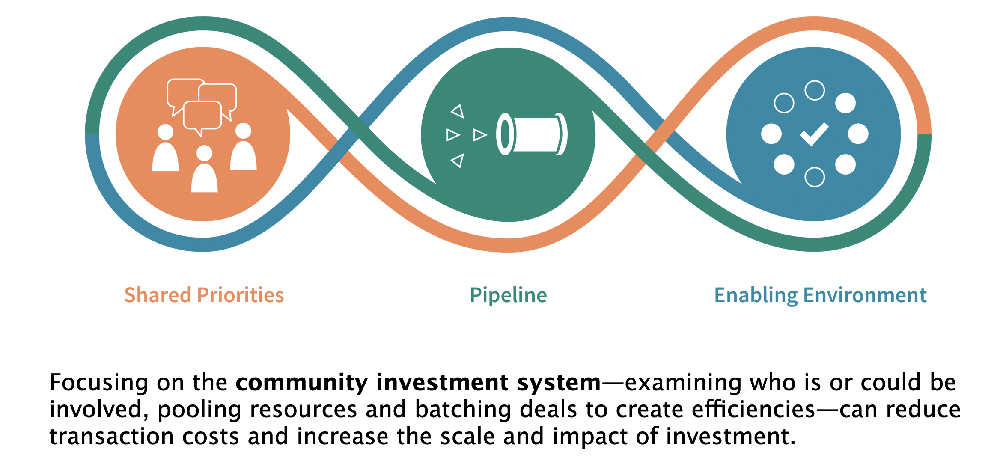 Shared Priorities
Pipeline
Enabling Environment
Focusing on the community investment system—examining who is or could be
involved, pooling resources and batching deals to create efficiencies—can reduce
transaction costs and increase the scale and impact of investment.